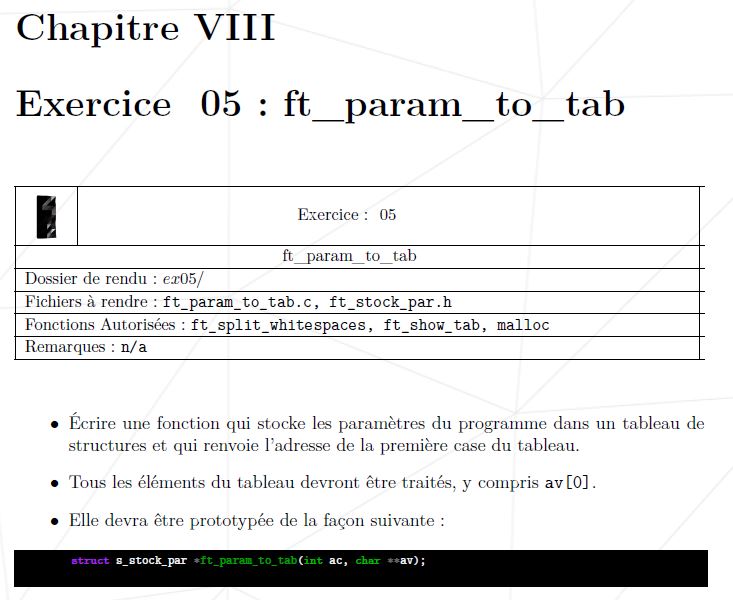 Chapitre VIII
Exercice 05 : ft_param_to_tab
Exercice : 05
ft_param_to_tab
Dossier de rendu : ex05/
Fichiers à rendre : ft_param_to_tab.c, ft_stock_par.h
Fonctions Autorisées : ft_split_whitespaces, ft_show_tab, malloc
Remarques : n/a
• Écrire une fonction qui stocke les paramètres du programme dans un tableau de
structures et qui renvoie l'adresse de la première case du tableau.
• Tous les éléments du tableau devront être traités, y compris av[0].
• Elle devra être prototypée de la façon suivante :
struct s_stock_par *ft_param_to_tab(int ac, char **av);